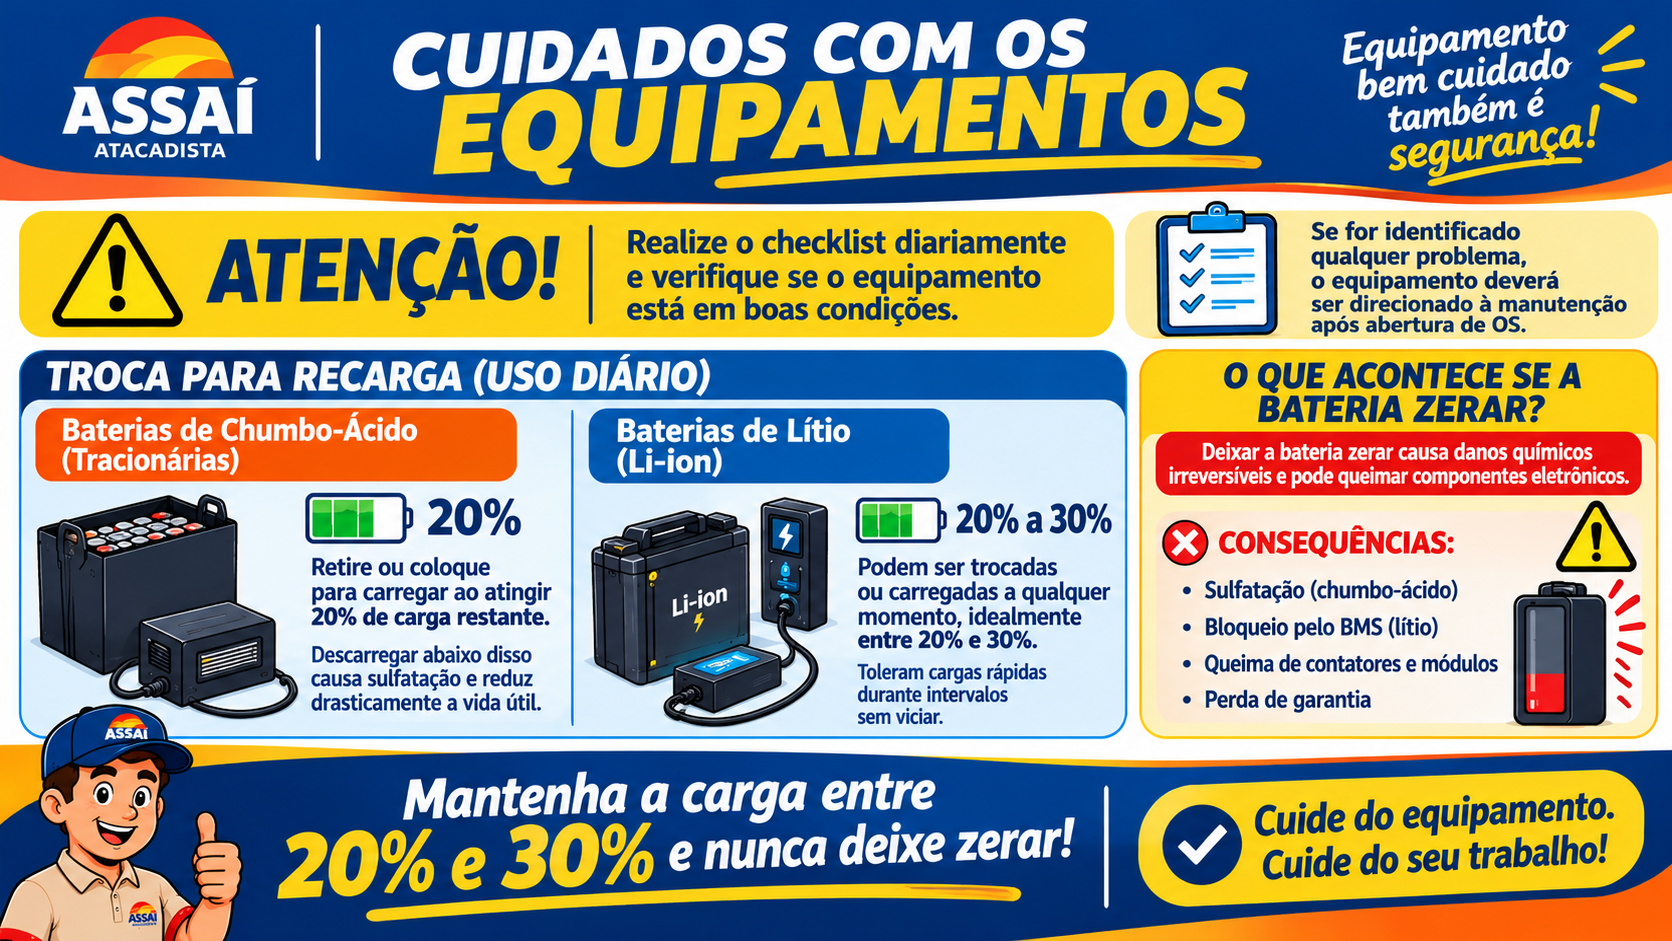 ASSAÍ
ATACADISTA
CUIDADOS COM OS
EQUIPAMENTOS
Equipamento
bem cuidado
também é
segurança!
ATENÇÃO!
Realize o checklist diariamente
e verifique se o equipamento
está em boas condições.
Se for identificado
qualquer problema,
o equipamento deverá
ser direcionado à manutenção
após abertura de OS.
TROCA PARA RECARGA (USO DIÁRIO)
Baterias de Chumbo-Ácido
(Tracionárias)
20%
Retire ou coloque
para carregar ao atingir
20% de carga restante.
Descarregar abaixo disso
causa sulfatação e reduz
drasticamente a vida útil.
Baterias de Lítio
(Li-ion)
Li-ion
20% a 30%
Podem ser trocadas
ou carregadas a qualquer
momento, idealmente
entre 20% e 30%.
Toleram cargas rápidas
durante intervalos
sem viciar.
O QUE ACONTECE SE A
BATERIA ZERAR?
Deixar a bateria zerar causa danos químicos
irreversíveis e pode queimar componentes eletrônicos.
CONSEQUÊNCIAS:
• Sulfatação (chumbo-ácido)
• Bloqueio pelo BMS (lítio)
• Queima de contatores e módulos
• Perda de garantia
ASSAÍ
ASSAÍ
Mantenha a carga entre
20% e 30% e nunca deixe zerar!
Cuide do equipamento.
Cuide do seu trabalho!